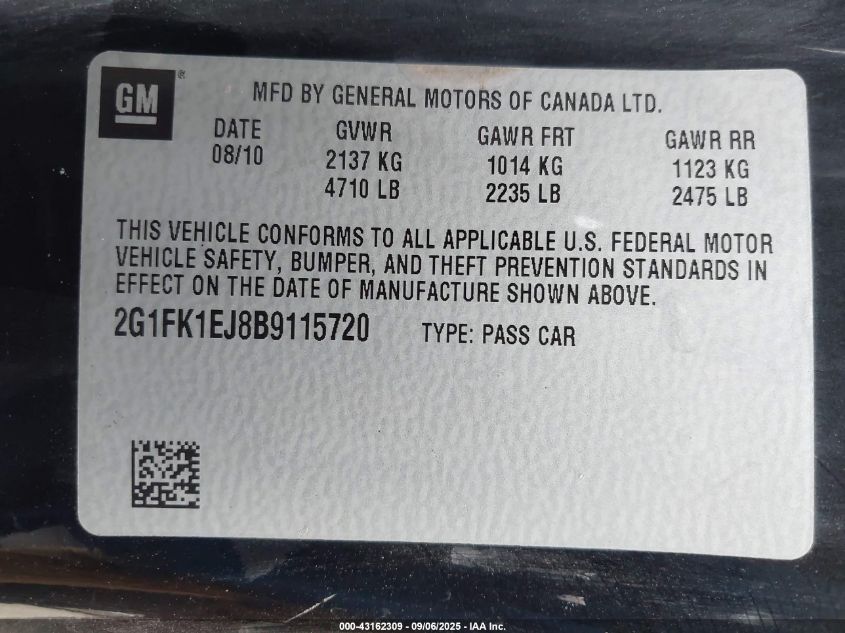 GM®
MFD BY GENERAL MOTORS OF CANADA LTD.
DATE GVWR GAWR FRT GAWR RR
08/10 2137 KG 1014 KG 1123 KG
4710 LB 2235 LB 2475 LB
THIS VEHICLE CONFORMS TO ALL APPLICABLE U.S. FEDERAL MOTOR
VEHICLE SAFETY, BUMPER, AND THEFT PREVENTION STANDARDS IN
EFFECT ON THE DATE OF MANUFACTURE SHOWN ABOVE.
2G1FK1EJ8B9115720 TYPE: PASS CAR
000-43162309 - 09/06/2025 - IAA Inc.